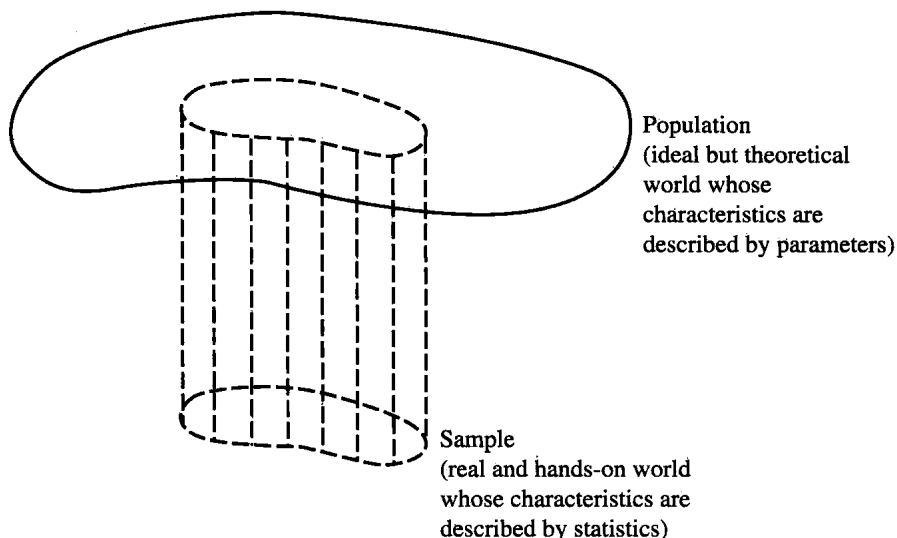 Population
(ideal but theoretical
world whose
characteristics are
described by parameters)
Sample
(real and hands-on world
whose characteristics are
described by statistics)